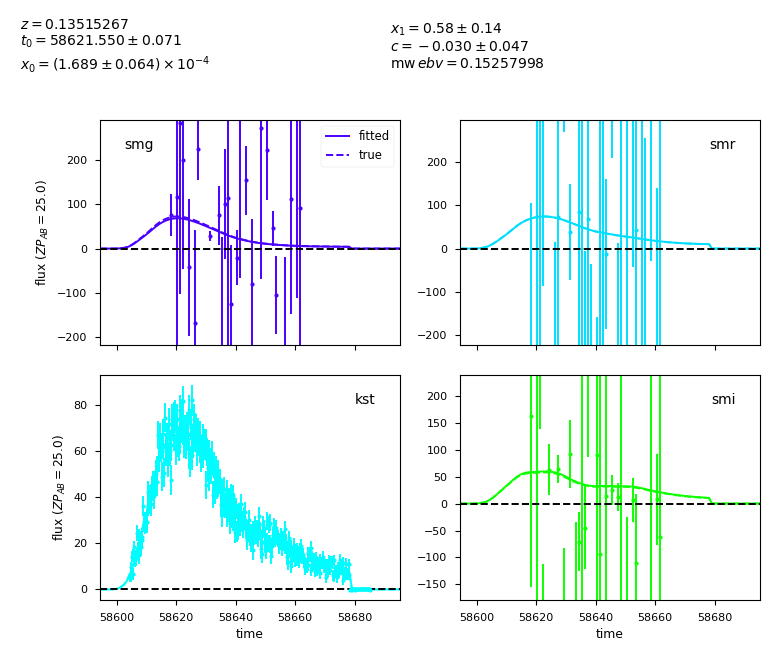 z = 0.13515267
t₀ = 58621.550 ± 0.071
x₀ = (1.689 ± 0.064) × 10⁻⁴
x₁ = 0.58 ± 0.14
c = −0.030 ± 0.047
mw ebv = 0.15257998
smg
fitted
true
200
100
0
−100
−200
flux (ZP_AB = 25.0)
smr
200
100
0
−100
−200
kst
80
60
40
20
0
flux (ZP_AB = 25.0)
58600 58620 58640 58660 58680
time
smi
200
150
100
50
0
−50
−100
−150
58600 58620 58640 58660 58680
time